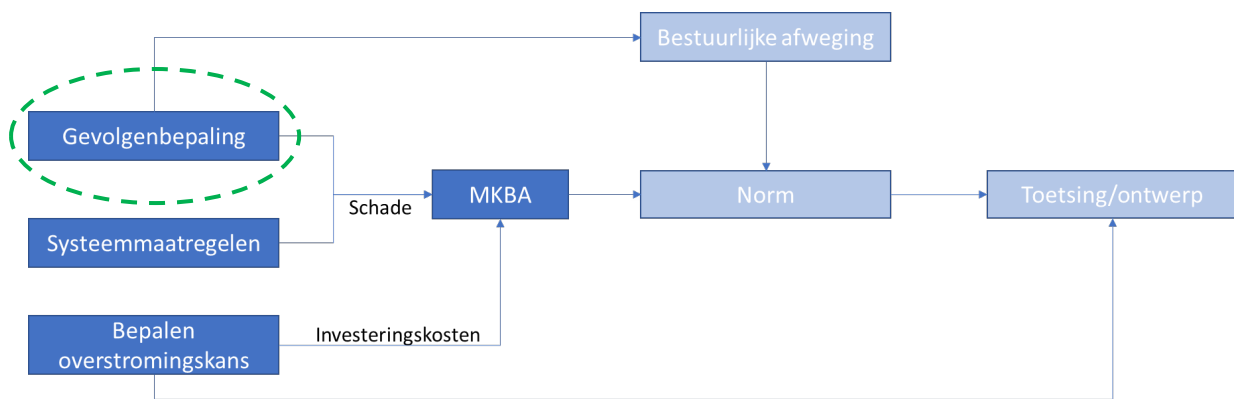 Bestuurlijke afweging
Gevolgenbepaling
Schade
MKBA
Norm
Toetsing/ontwerp
Systeemmaatregelen
Bepalen
overstromingskans
Investeringskosten